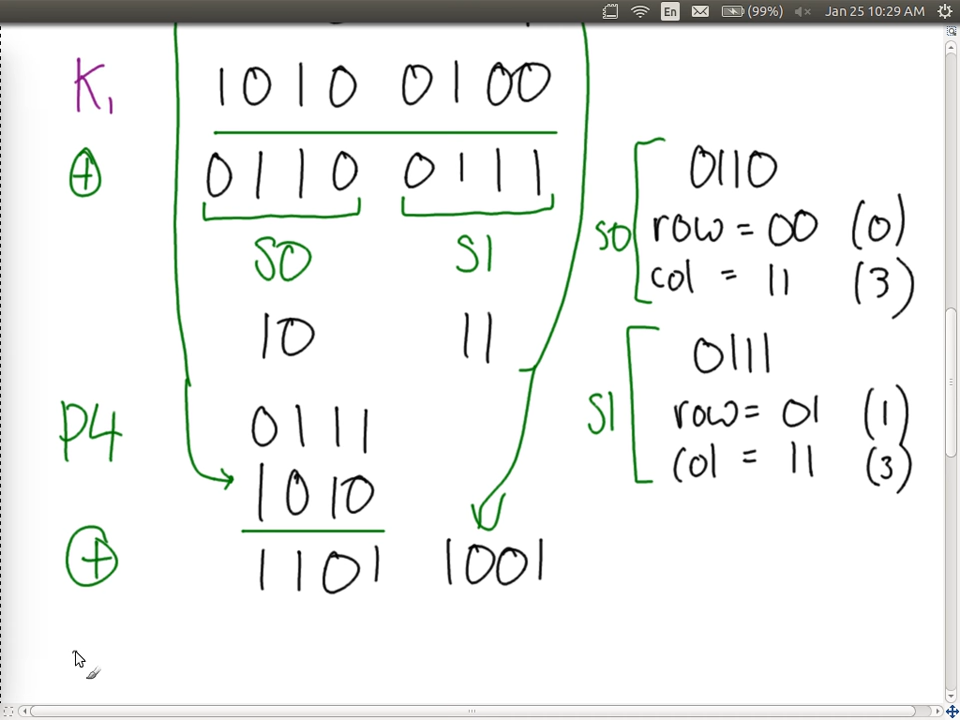 En (99%) Jan 25 10:29 AM
K1 1010 0100
⊕ 0110 0111
S0 S1
10 11
P4 0111
1010
⊕ 1101 1001
S0 0110
row = 00 (0)
col = 11 (3)
S1 0111
row = 01 (1)
col = 11 (3)